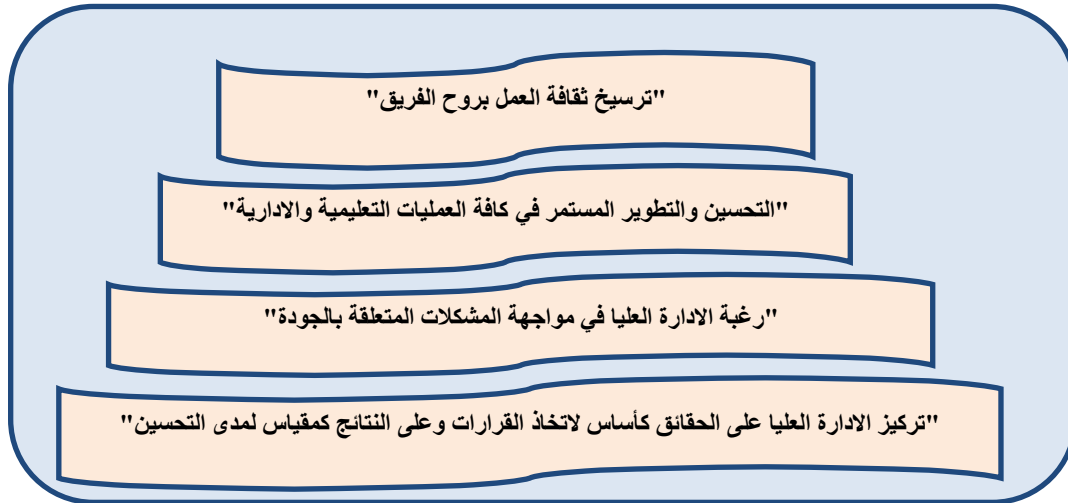 "ترسيخ ثقافة العمل بروح الفريق"
"التحسين والتطوير المستمر في كافة العمليات التعليمية والادارية"
"رغبة الادارة العليا في مواجهة المشكلات المتعلقة بالجودة"
"تركيز الادارة العليا على الحقائق كأساس لاتخاذ القرارات وعلى النتائج كمقياس لمدى التحسين"